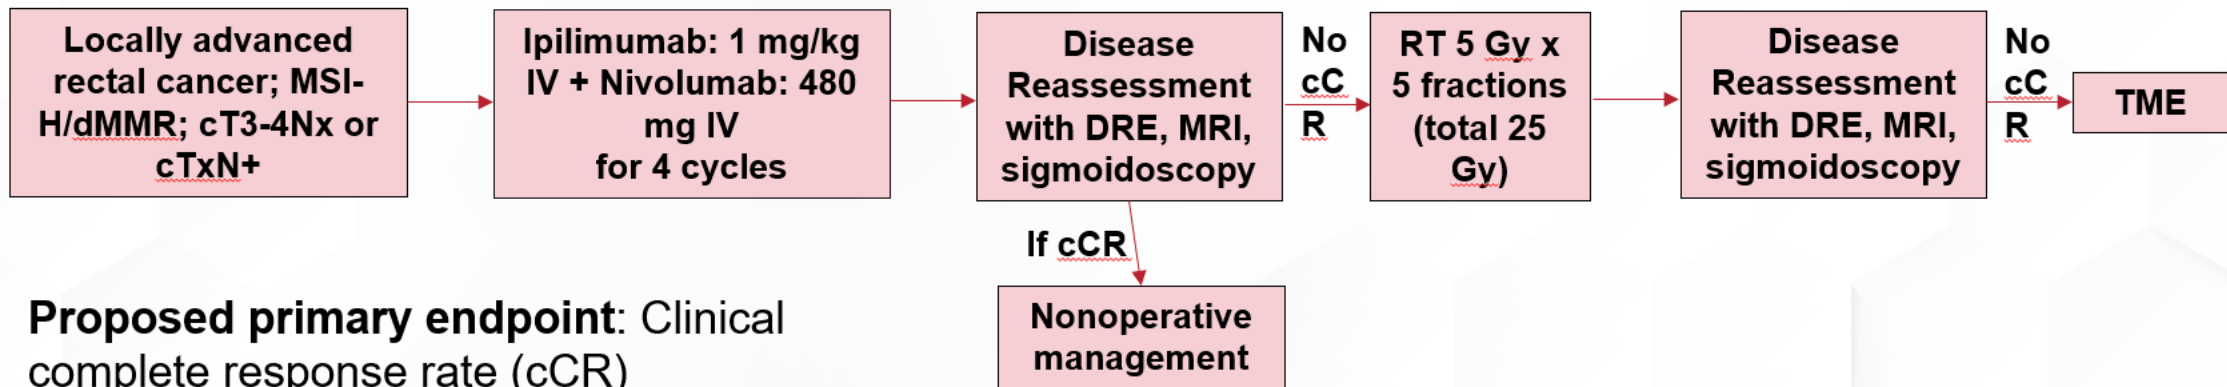 Locally advanced
rectal cancer; MSI-
H/dMMR; cT3-4Nx or
cTxN+
Ipilimumab: 1 mg/kg
IV + Nivolumab: 480
mg IV
for 4 cycles
Disease
Reassessment
with DRE, MRI,
sigmoidoscopy
No
cC
R
RT 5 Gy x
5 fractions
(total 25
Gy)
Disease
Reassessment
with DRE, MRI,
sigmoidoscopy
No
cC
R
TME
If cCR
Nonoperative
management
Proposed primary endpoint: Clinical
complete response rate (cCR)